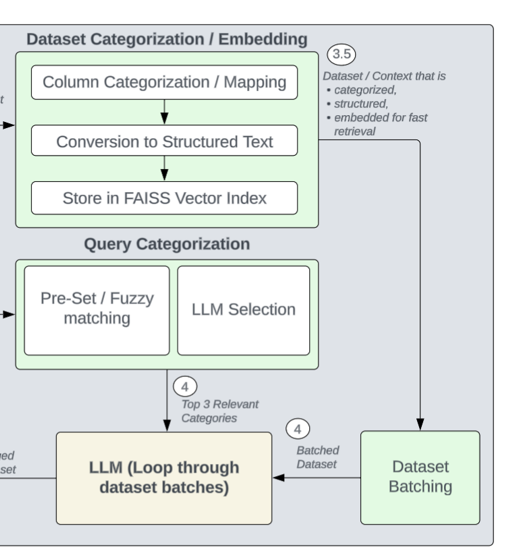 Dataset Categorization / Embedding
3.5
Column Categorization / Mapping
Dataset / Context that is
• categorized,
• structured,
• embedded for fast
retrieval
Conversion to Structured Text
Store in FAISS Vector Index
Query Categorization
Pre-Set / Fuzzy
matching
LLM Selection
4
Top 3 Relevant
Categories
4
Batched
Dataset
LLM (Loop through
dataset batches)
Dataset
Batching